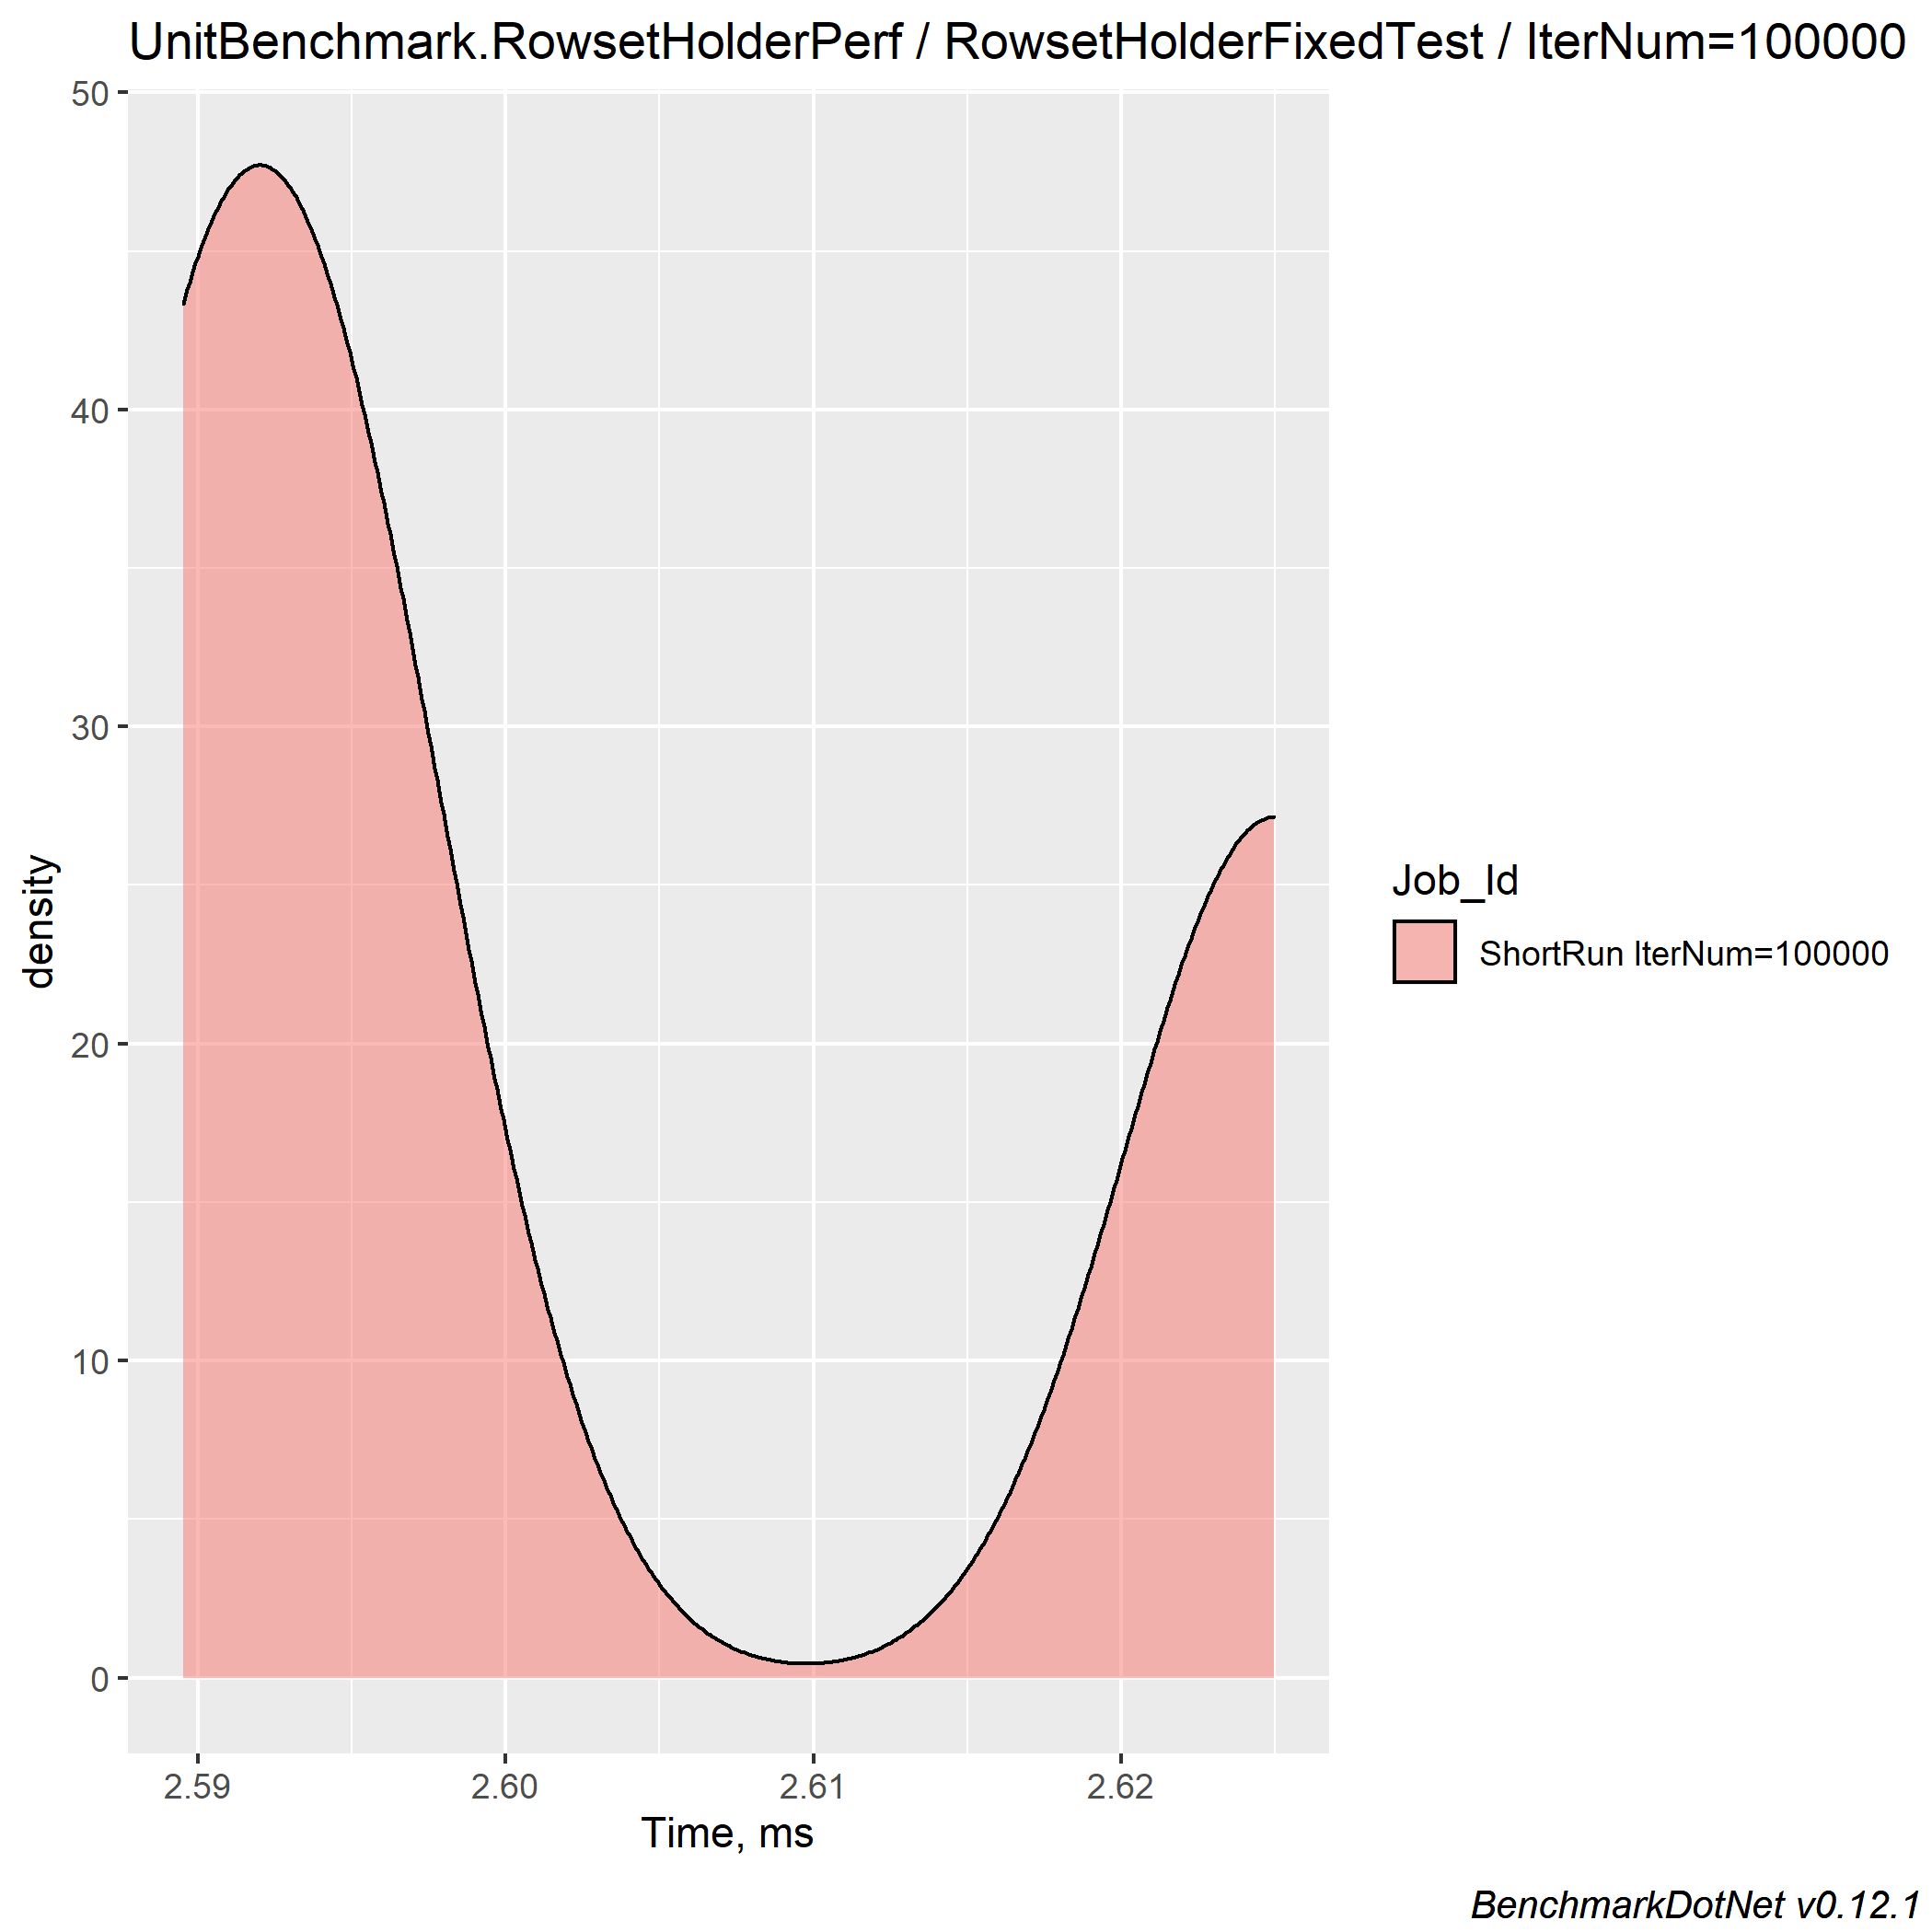 UnitBenchmark.RowsetHolderPerf / RowsetHolderFixedTest / IterNum=100000
50
40
30
20
10
0
density
2.59 2.60 2.61 2.62
Time, ms
Job_Id
ShortRun IterNum=100000
BenchmarkDotNet v0.12.1